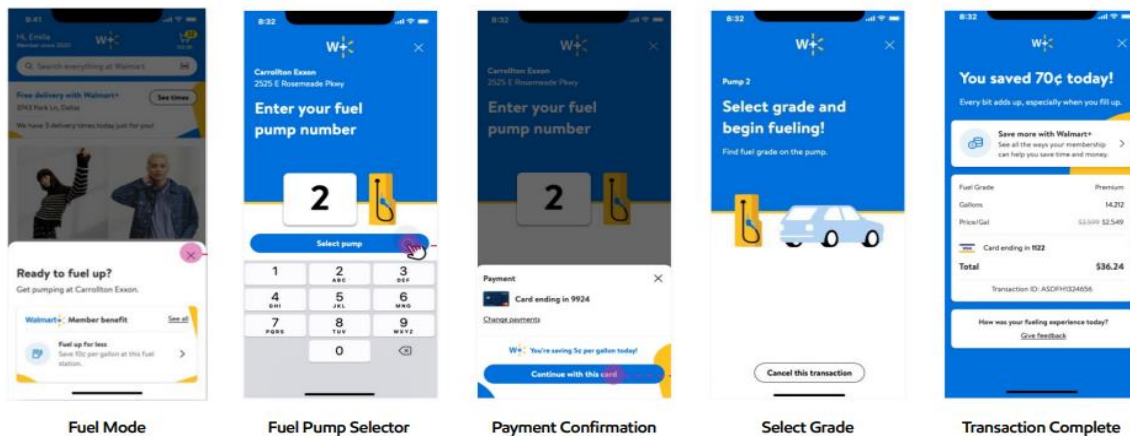 8:41
Hi, Emilia
Member since 2020
W+
Search everything at Walmart
Free delivery with Walmart+
See times
2743 Park Ln, Dallas
We have 3 delivery times today just for you!
Ready to fuel up?
Get pumping at Carrollton Exxon.
Walmart+ Member benefit
See all
Fuel up for less
Save 10¢ per gallon at this fuel
station.
Fuel Mode
8:32
W+
Carrollton Exxon
2525 E Rosemeade Pkwy
Enter your fuel
pump number
2
Select pump
1
2
ABC
3
DEF
4
GHI
5
JKL
6
MNO
7
PQRS
8
TUV
9
WXYZ
0
Fuel Pump Selector
8:32
W+
Carrollton Exxon
2525 E Rosemeade Pkwy
Enter your fuel
pump number
2
Payment
Card ending in 9924
Change payments
W+ You're saving 5¢ per gallon today!
Continue with this card
Payment Confirmation
8:32
W+
Pump 2
Select grade and
begin fueling!
Find fuel grade on the pump.
Cancel this transaction
Select Grade
8:32
W+
You saved 70¢ today!
Every bit adds up, especially when you fill up.
Save more with Walmart+
See all the ways your membership
can help you save time and money.
Fuel Grade
Premium
Gallons
14.212
Price/Gal
$2.599 $2.549
VISA
Card ending in 1122
Total
$36.24
Transaction ID: ASDFH1324656
How was your fueling experience today?
Give feedback
Transaction Complete